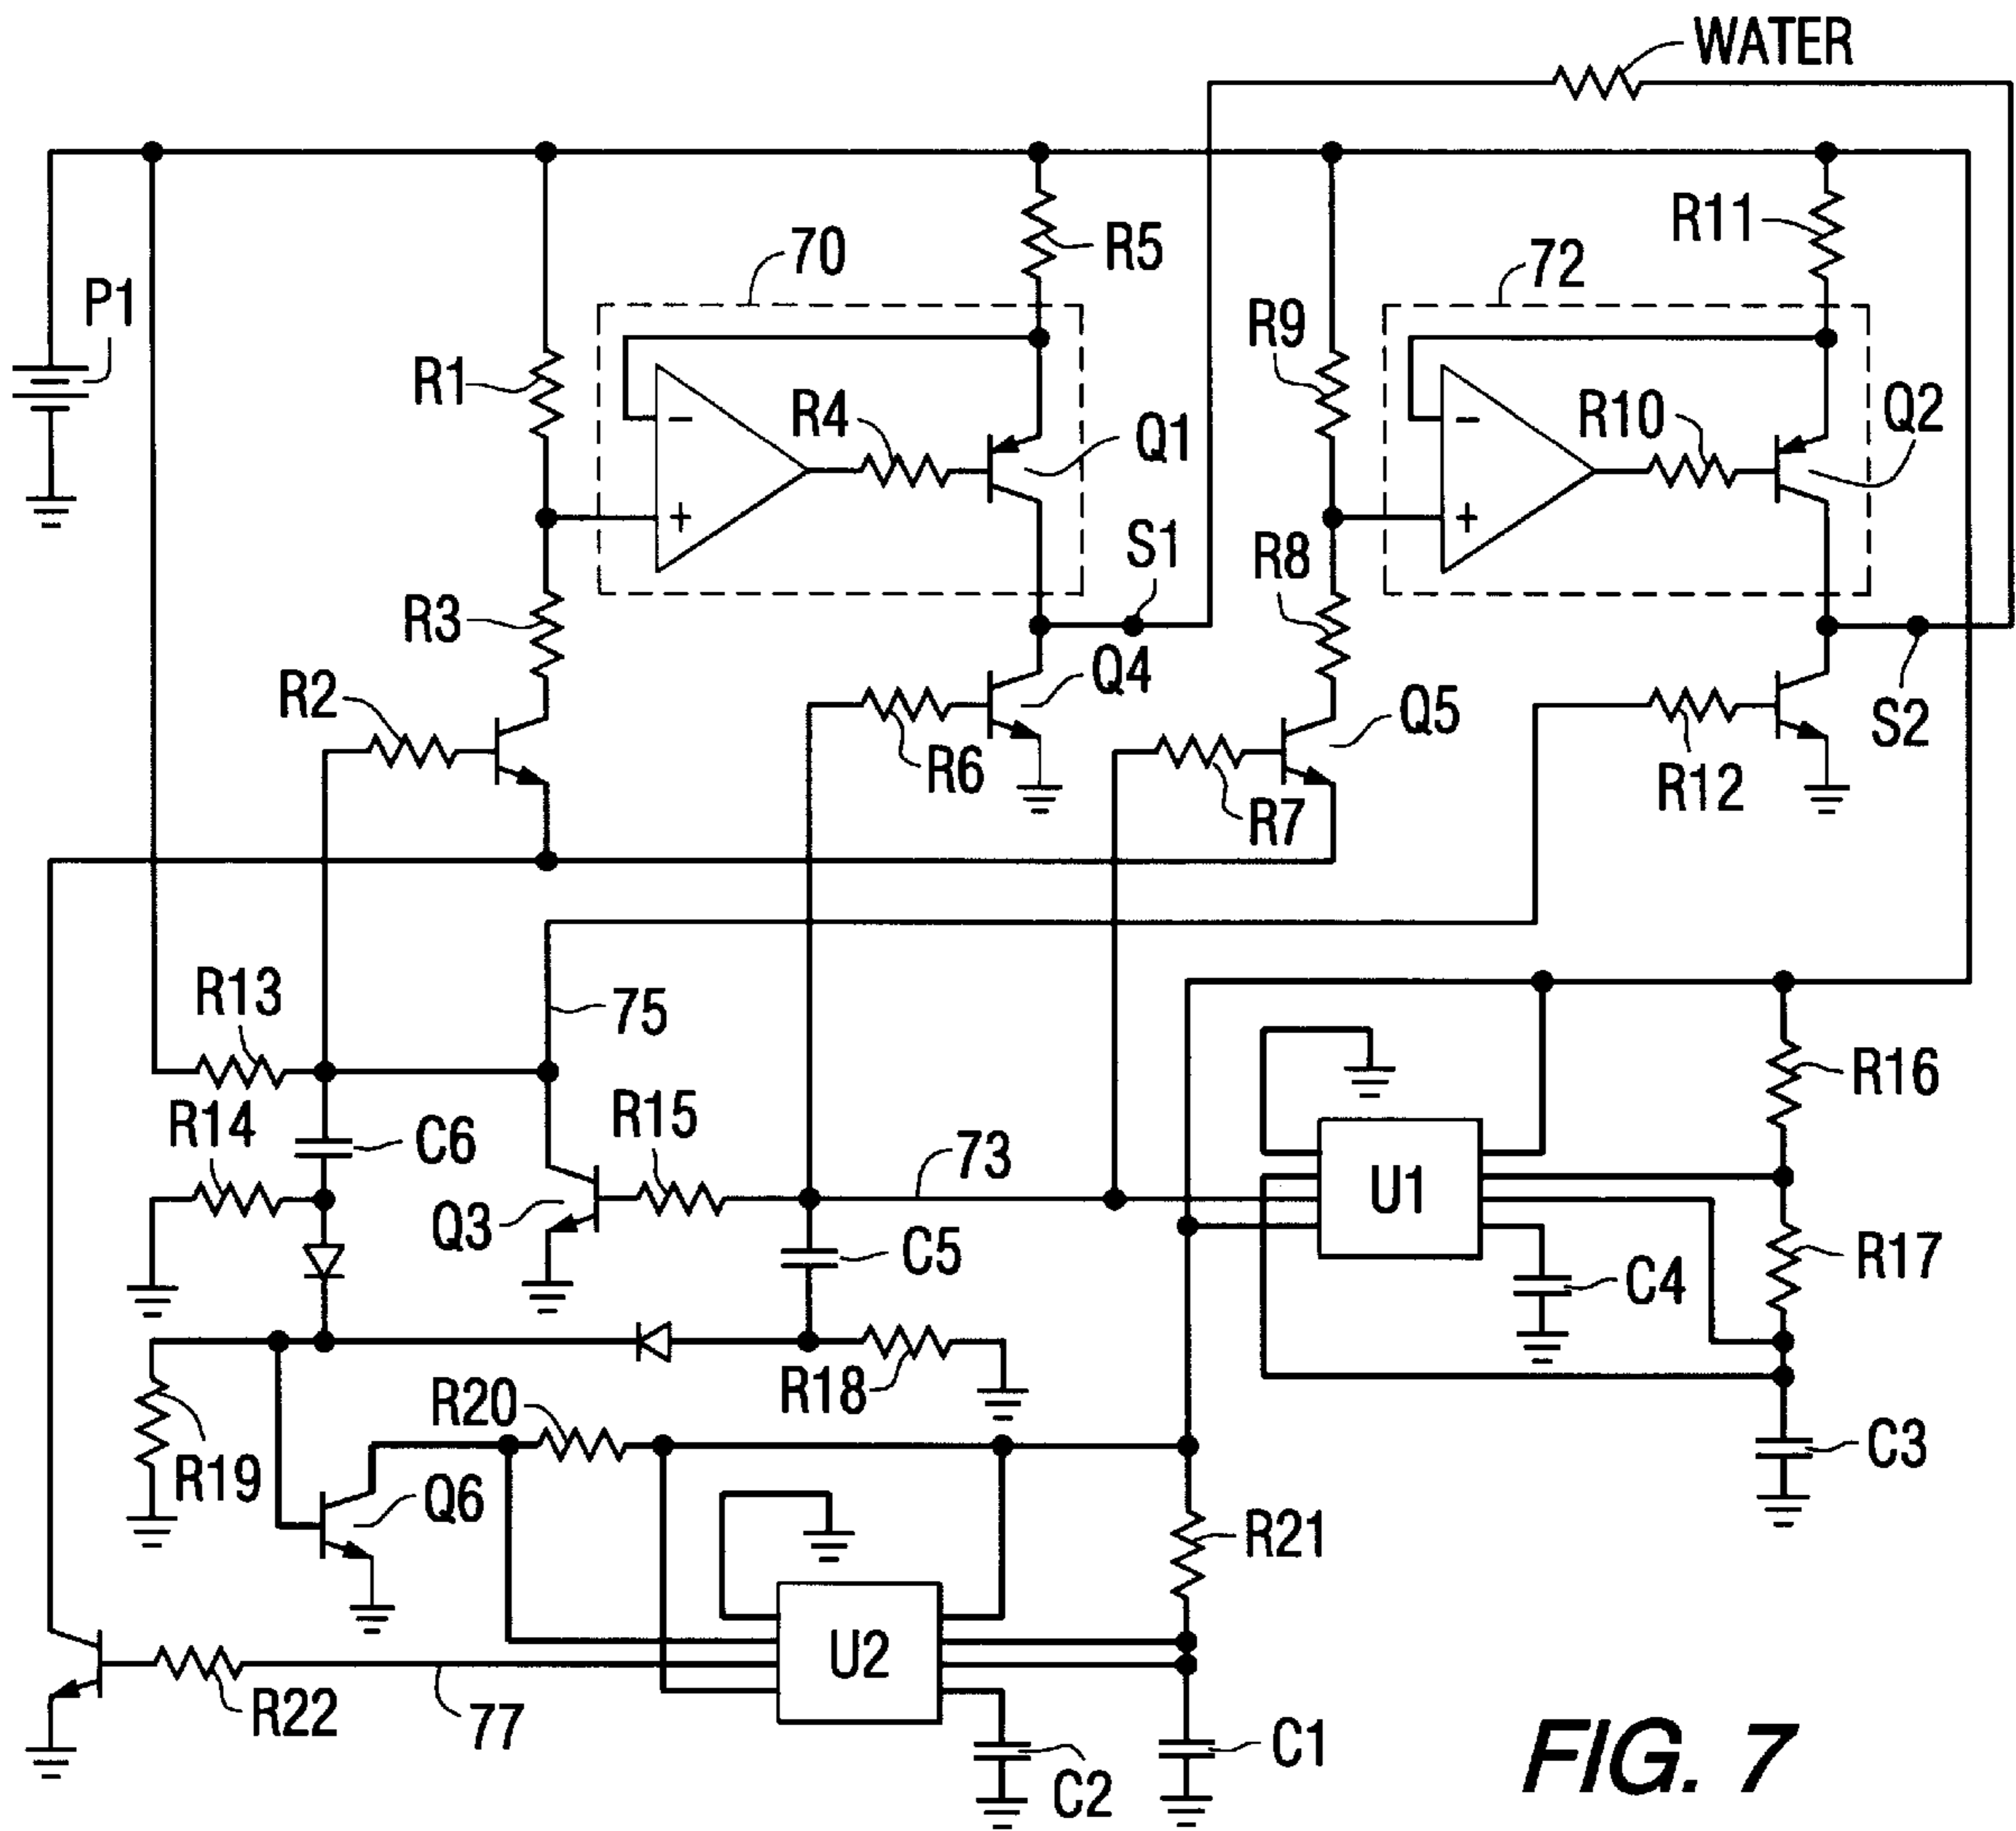 WATER
P1
R1
70
R5
R9
72
R11
-
R4
Q1
-
R10
Q2
+
S1
+
R3
R8
R2
Q4
R6
Q5
R7
R12
S2
R13
75
R14
C6
R15
73
Q3
C5
U1
R16
C4
R17
R18
R19
R20
Q6
C3
R21
U2
R22
77
C2
C1
FIG. 7